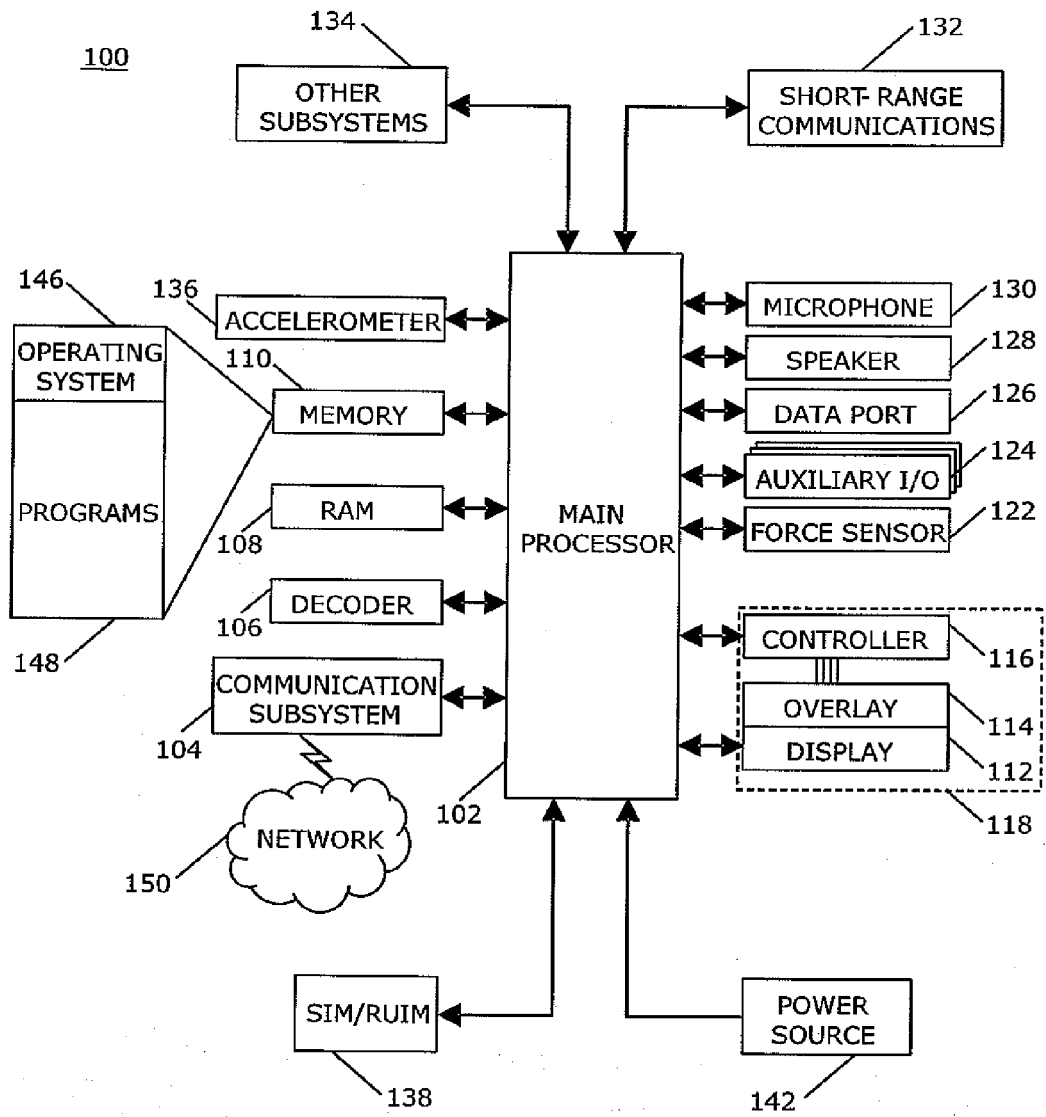 134
132
100
OTHER
SUBSYSTEMS
SHORT-RANGE
COMMUNICATIONS
146
136
ACCELEROMETER
MICROPHONE
130
OPERATING
SYSTEM
110
SPEAKER
128
MEMORY
DATA PORT
126
AUXILIARY I/O
124
PROGRAMS
RAM
108
MAIN
PROCESSOR
FORCE SENSOR
122
DECODER
106
CONTROLLER
116
148
COMMUNICATION
SUBSYSTEM
104
OVERLAY
114
DISPLAY
112
102
118
NETWORK
150
SIM/RUIM
138
POWER
SOURCE
142